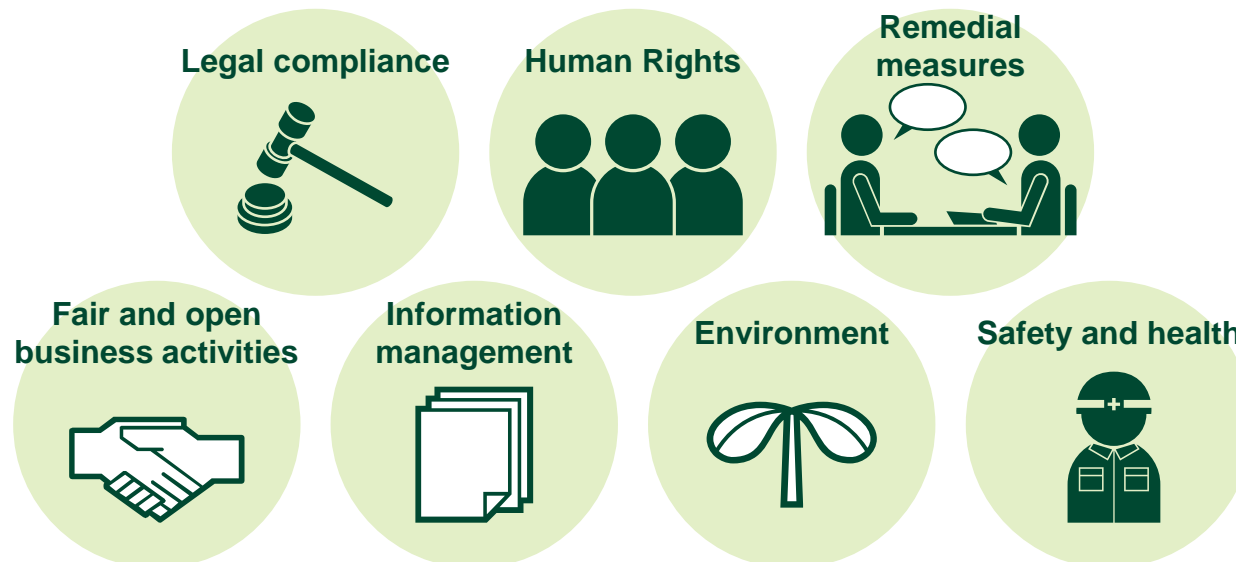 Legal compliance
Human Rights
Remedial
measures
Fair and open
business activities
Information
management
Environment
Safety and health